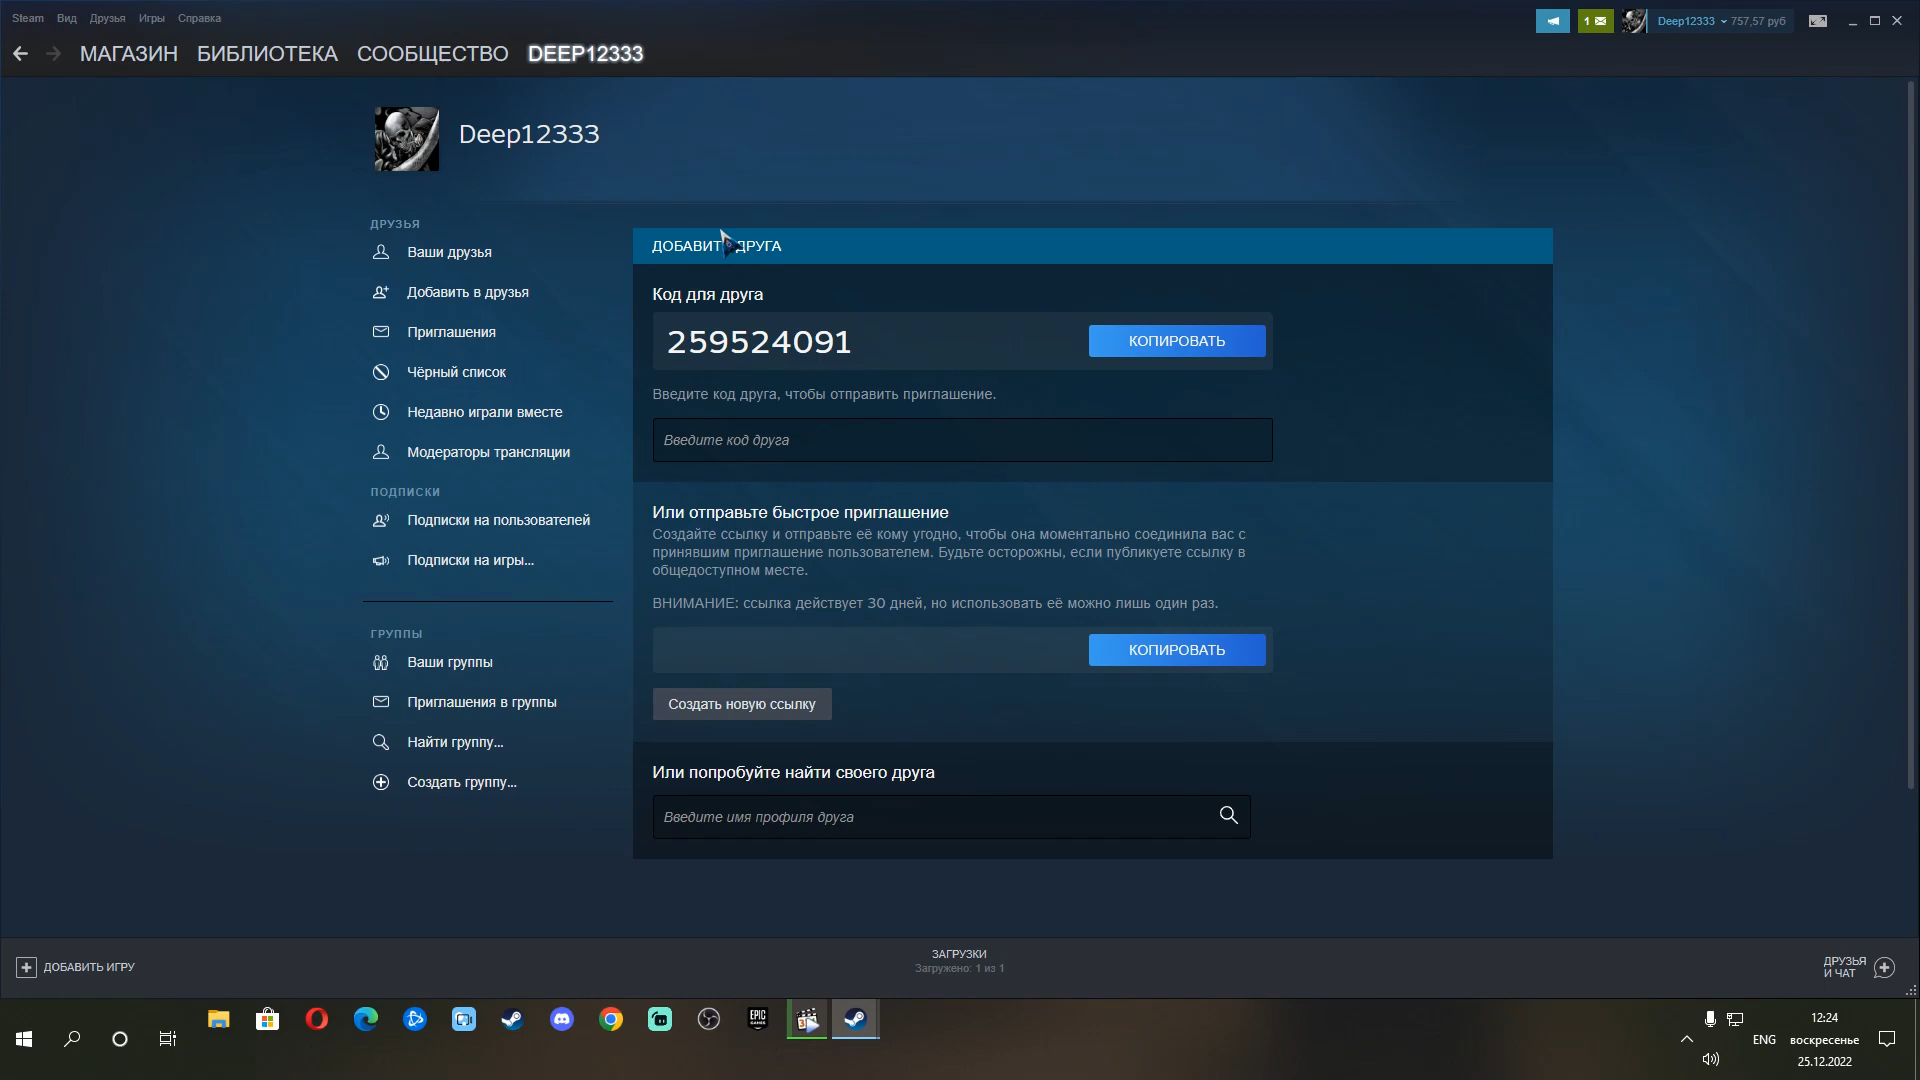 Steam Вид Друзья Игры Справка
1 Deep12333 757,57 руб
МАГАЗИН БИБЛИОТЕКА СООБЩЕСТВО DEEP12333
Deep12333
ДРУЗЬЯ
Ваши друзья
Добавить в друзья
Приглашения
Чёрный список
Недавно играли вместе
Модераторы трансляции
ПОДПИСКИ
Подписки на пользователей
Подписки на игры...
ГРУППЫ
Ваши группы
Приглашения в группы
Найти группу...
Создать группу...
ДОБАВИТЬ ДРУГА
Код для друга
259524091 КОПИРОВАТЬ
Введите код друга, чтобы отправить приглашение.
Введите код друга
Или отправьте быстрое приглашение
Создайте ссылку и отправьте её кому угодно, чтобы она моментально соединила вас с
принявшим приглашение пользователем. Будьте осторожны, если публикуете ссылку в
общедоступном месте.
ВНИМАНИЕ: ссылка действует 30 дней, но использовать её можно лишь один раз.
КОПИРОВАТЬ
Создать новую ссылку
Или попробуйте найти своего друга
Введите имя профиля друга
ДОБАВИТЬ ИГРУ
ЗАГРУЗКИ
Загружено: 1 из 1
ДРУЗЬЯ
И ЧАТ
EPIC
GAMES
12:24
ENG воскресенье
25.12.2022